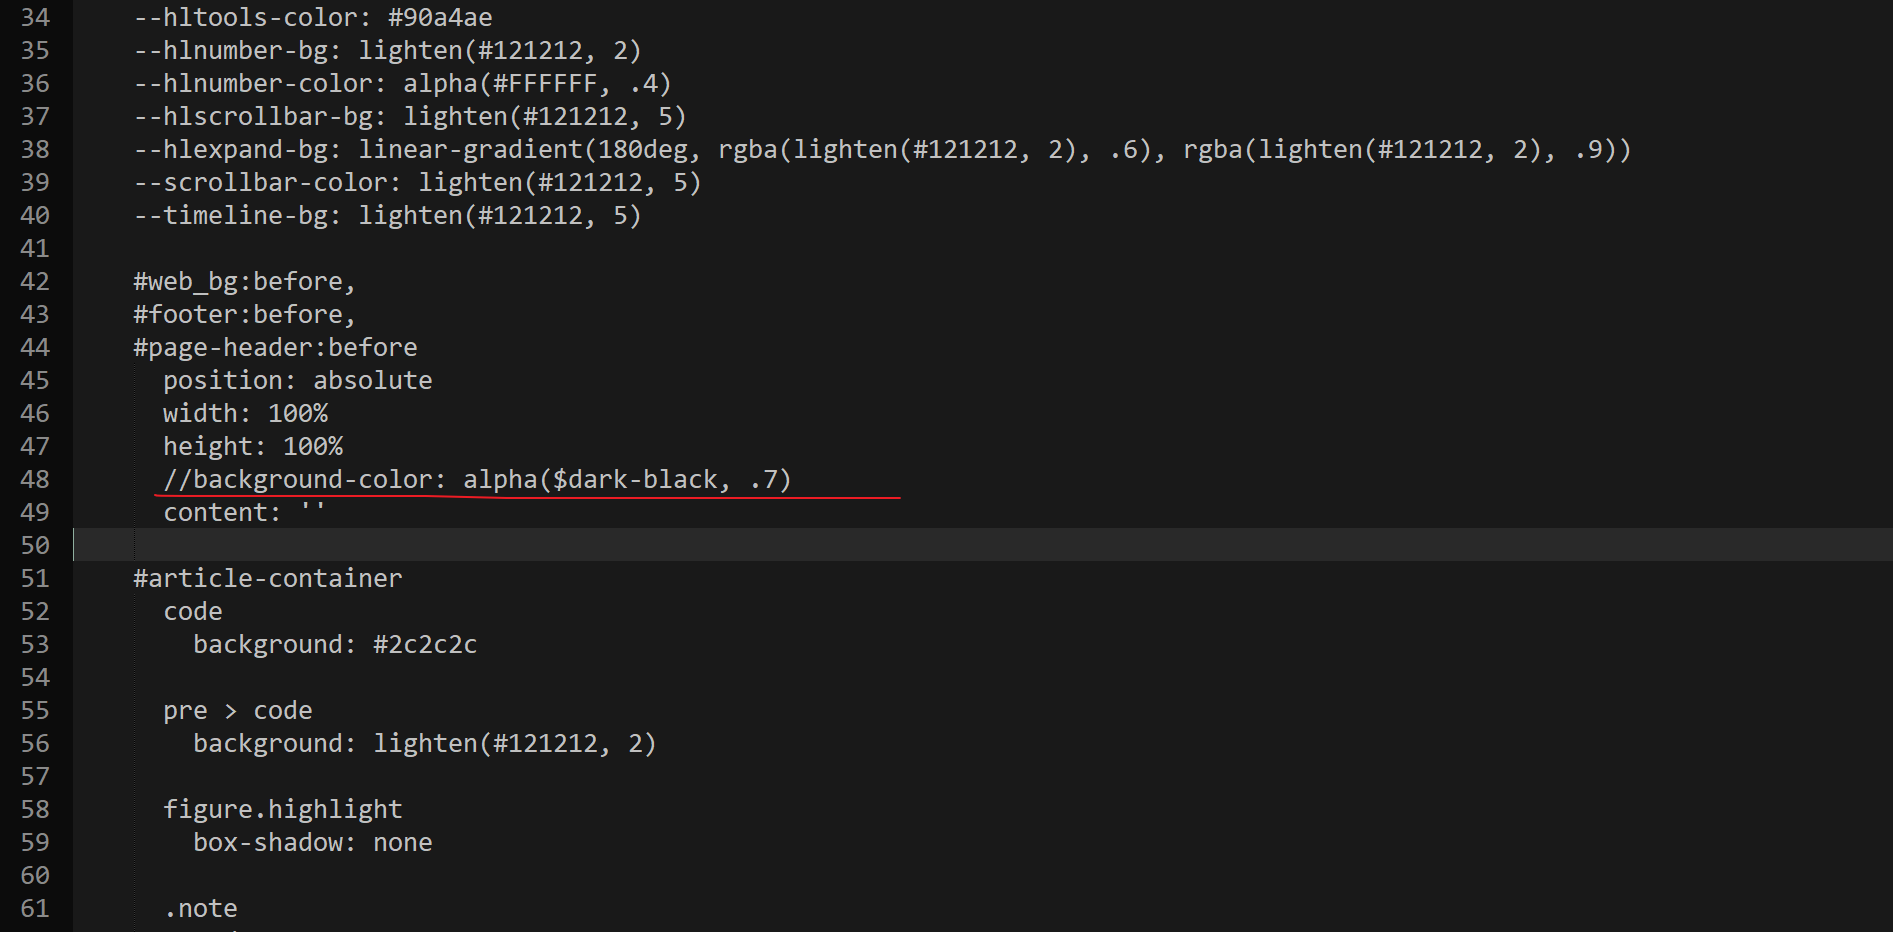 34 --hltools-color: #90a4ae
35 --hlnumber-bg: lighten(#121212, 2)
36 --hlnumber-color: alpha(#FFFFFF, .4)
37 --hlscrollbar-bg: lighten(#121212, 5)
38 --hlexpand-bg: linear-gradient(180deg, rgba(lighten(#121212, 2), .6), rgba(lighten(#121212, 2), .9))
39 --scrollbar-color: lighten(#121212, 5)
40 --timeline-bg: lighten(#121212, 5)
41
42 #web_bg:before,
43 #footer:before,
44 #page-header:before
45 position: absolute
46 width: 100%
47 height: 100%
48 //background-color: alpha($dark-black, .7)
49 content: ''
50
51 #article-container
52 code
53 background: #2c2c2c
54
55 pre > code
56 background: lighten(#121212, 2)
57
58 figure.highlight
59 box-shadow: none
60
61 .note